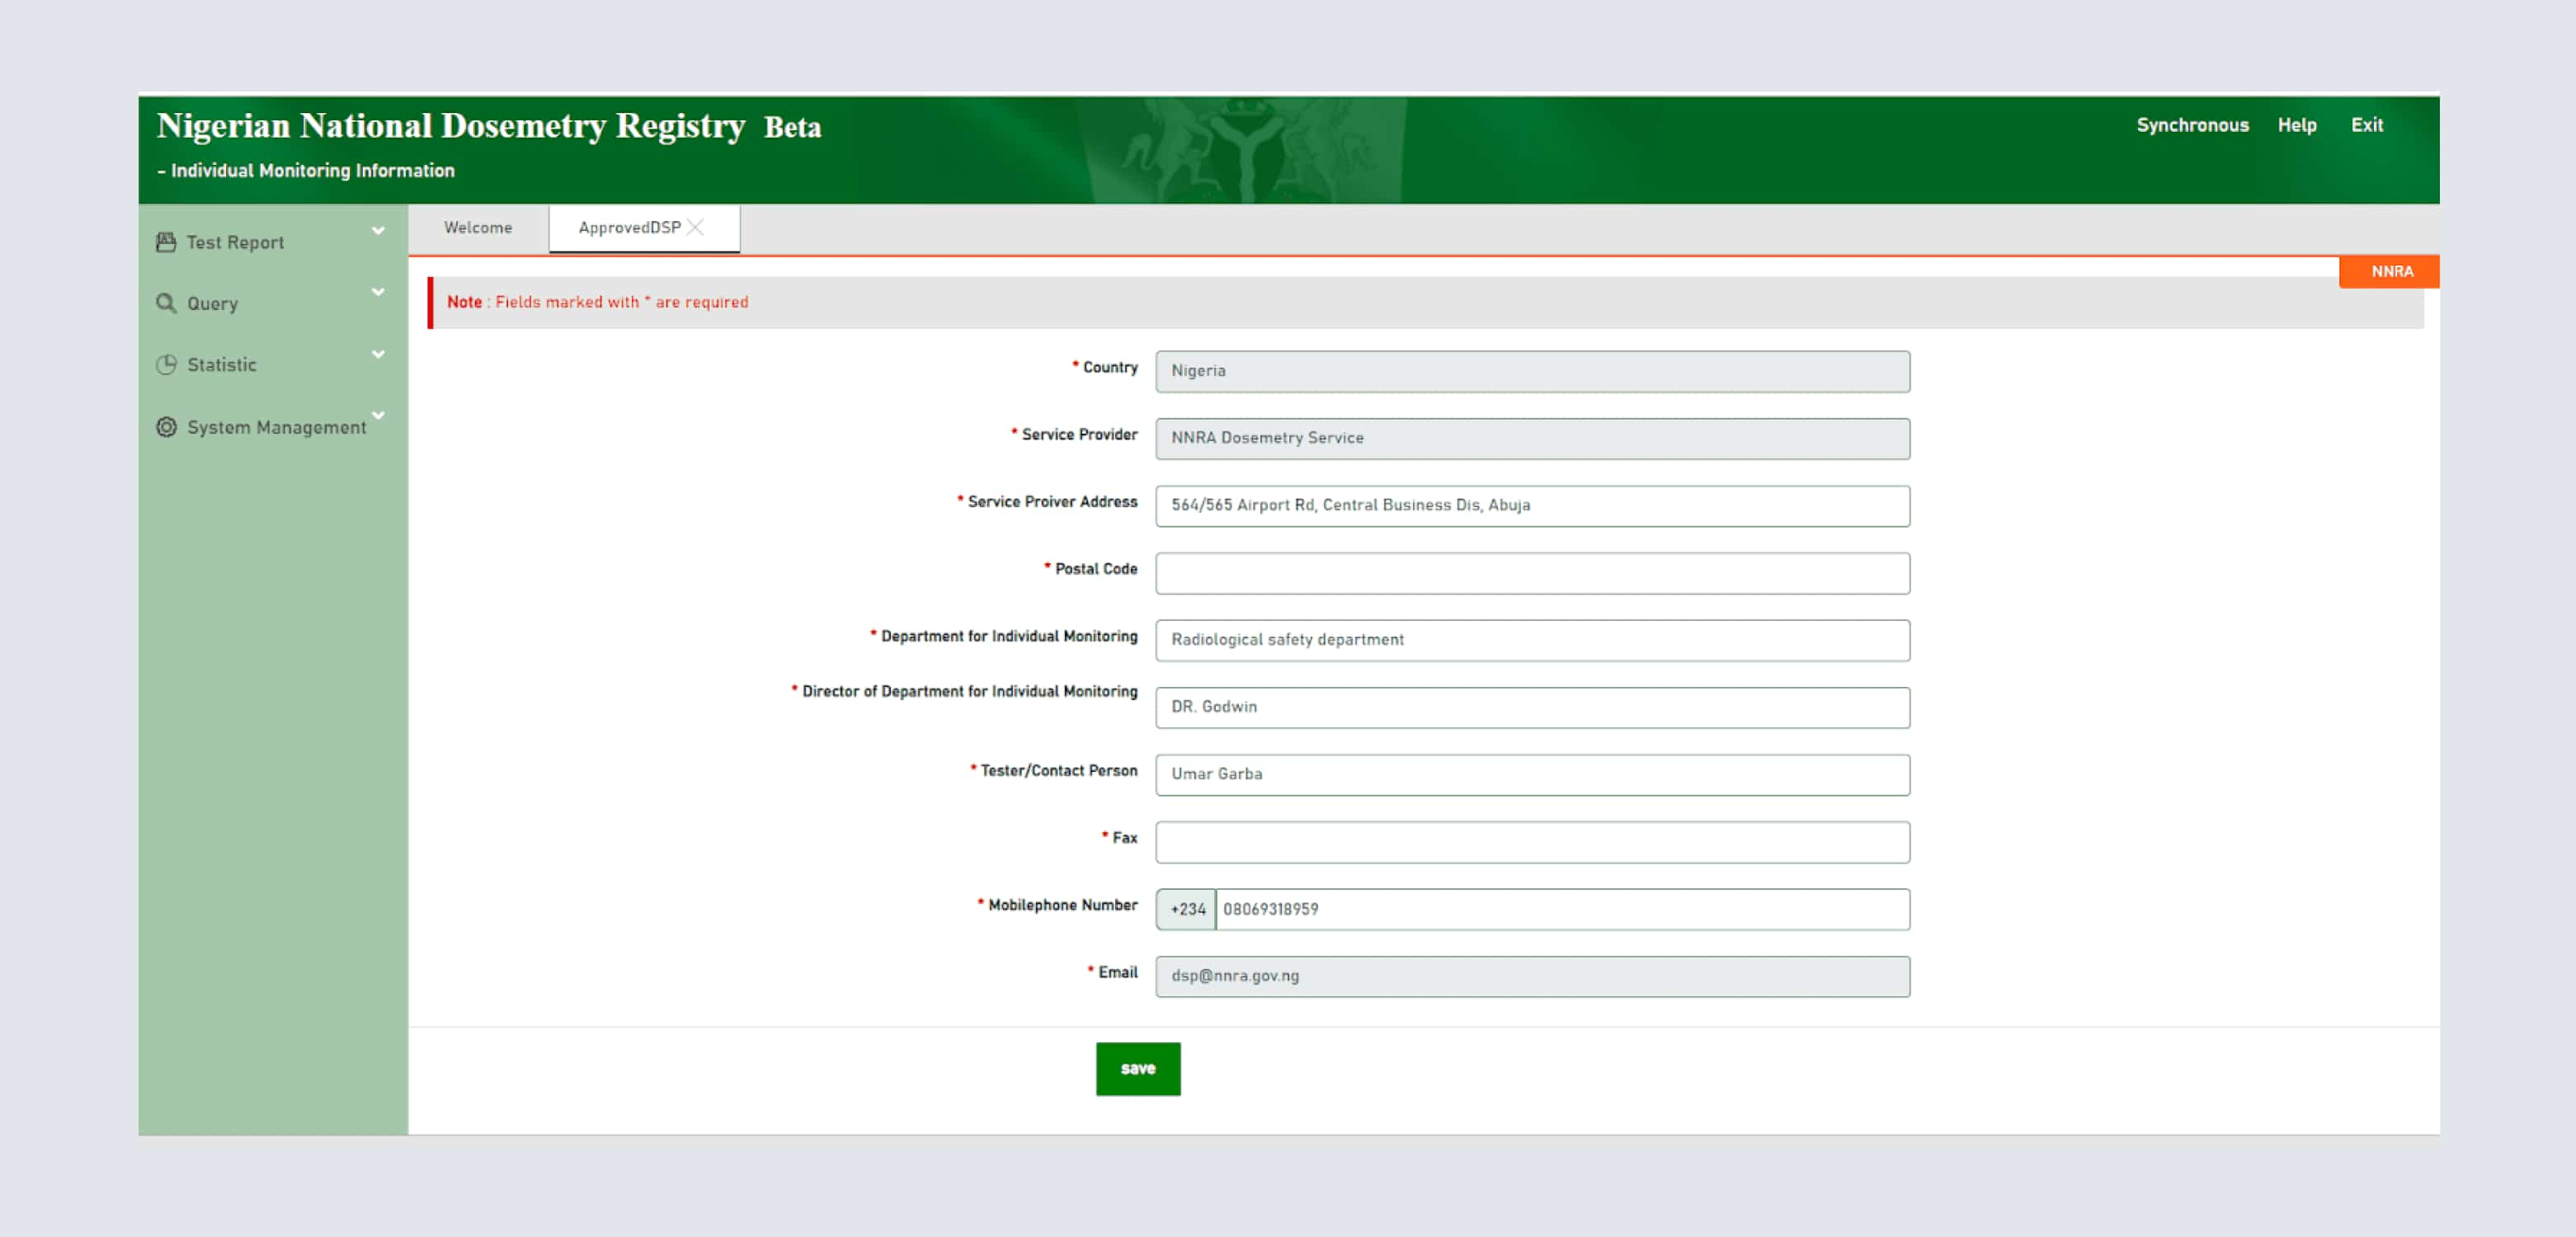 Nigerian National Dosemetry Registry Beta
Synchronous Help Exit
- Individual Monitoring Information
Test Report
Query
Statistic
System Management
Welcome ApprovedDSP
NNRA
Note : Fields marked with * are required
* Country Nigeria
* Service Provider NNRA Dosemetry Service
* Service Proiver Address 564/565 Airport Rd, Central Business Dis, Abuja
* Postal Code
* Department for Individual Monitoring Radiological safety department
* Director of Department for Individual Monitoring DR. Godwin
* Tester/Contact Person Umar Garba
* Fax
* Mobilephone Number +234 08069318959
* Email dsp@nnra.gov.ng
save